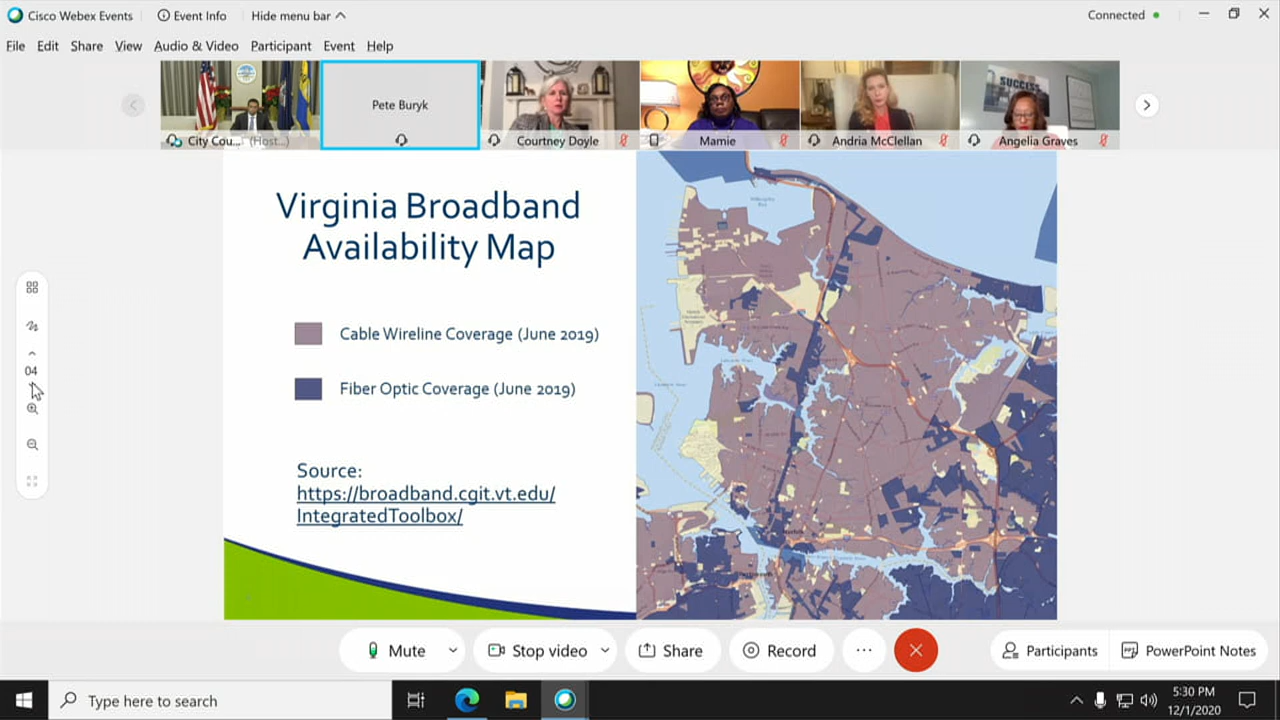 Cisco Webex Events
Event Info
Hide menu bar
Connected
File Edit Share View Audio & Video Participant Event Help
SUCCESS
City Cou... (Host...)
Pete Buryk
Courtney Doyle
Mamie
Andria McClellan
Angelia Graves
Virginia Broadband
Availability Map
Cable Wireline Coverage (June 2019)
Fiber Optic Coverage (June 2019)
Source:
https://broadband.cgit.vt.edu/
IntegratedToolbox/
04
Mute
Stop video
Share
Record
Participants
PowerPoint Notes
Type here to search
5:30 PM
12/1/2020